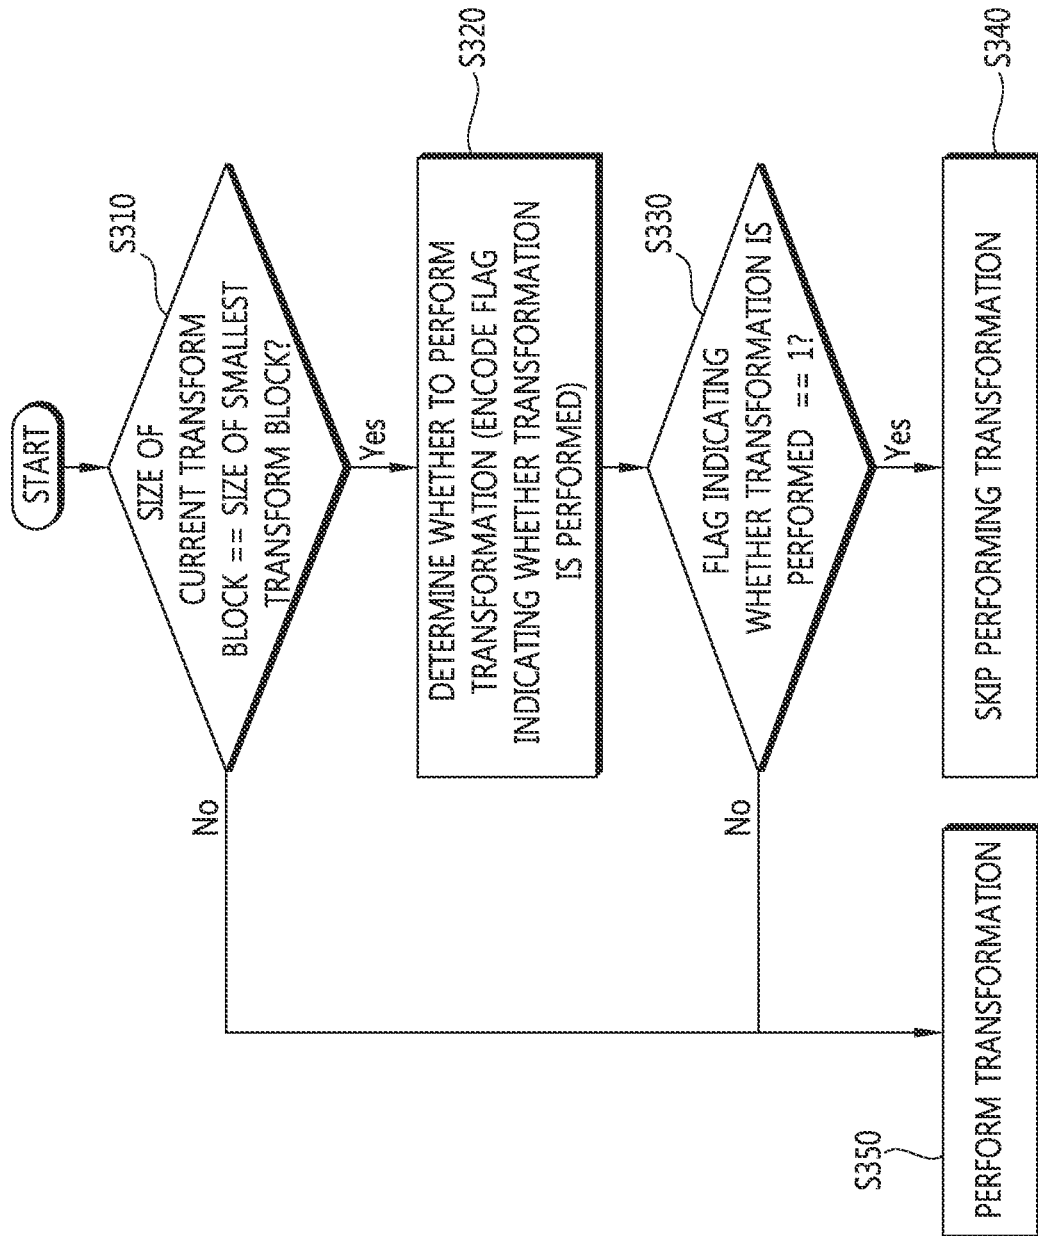 START
S310
SIZE OF
CURRENT TRANSFORM
BLOCK == SIZE OF SMALLEST
TRANSFORM BLOCK?
No
Yes
S320
DETERMINE WHETHER TO PERFORM
TRANSFORMATION (ENCODE FLAG
INDICATING WHETHER TRANSFORMATION
IS PERFORMED)
S330
FLAG INDICATING
WHETHER TRANSFORMATION IS
PERFORMED == 1?
No
Yes
S340
SKIP PERFORMING TRANSFORMATION
S350
PERFORM TRANSFORMATION